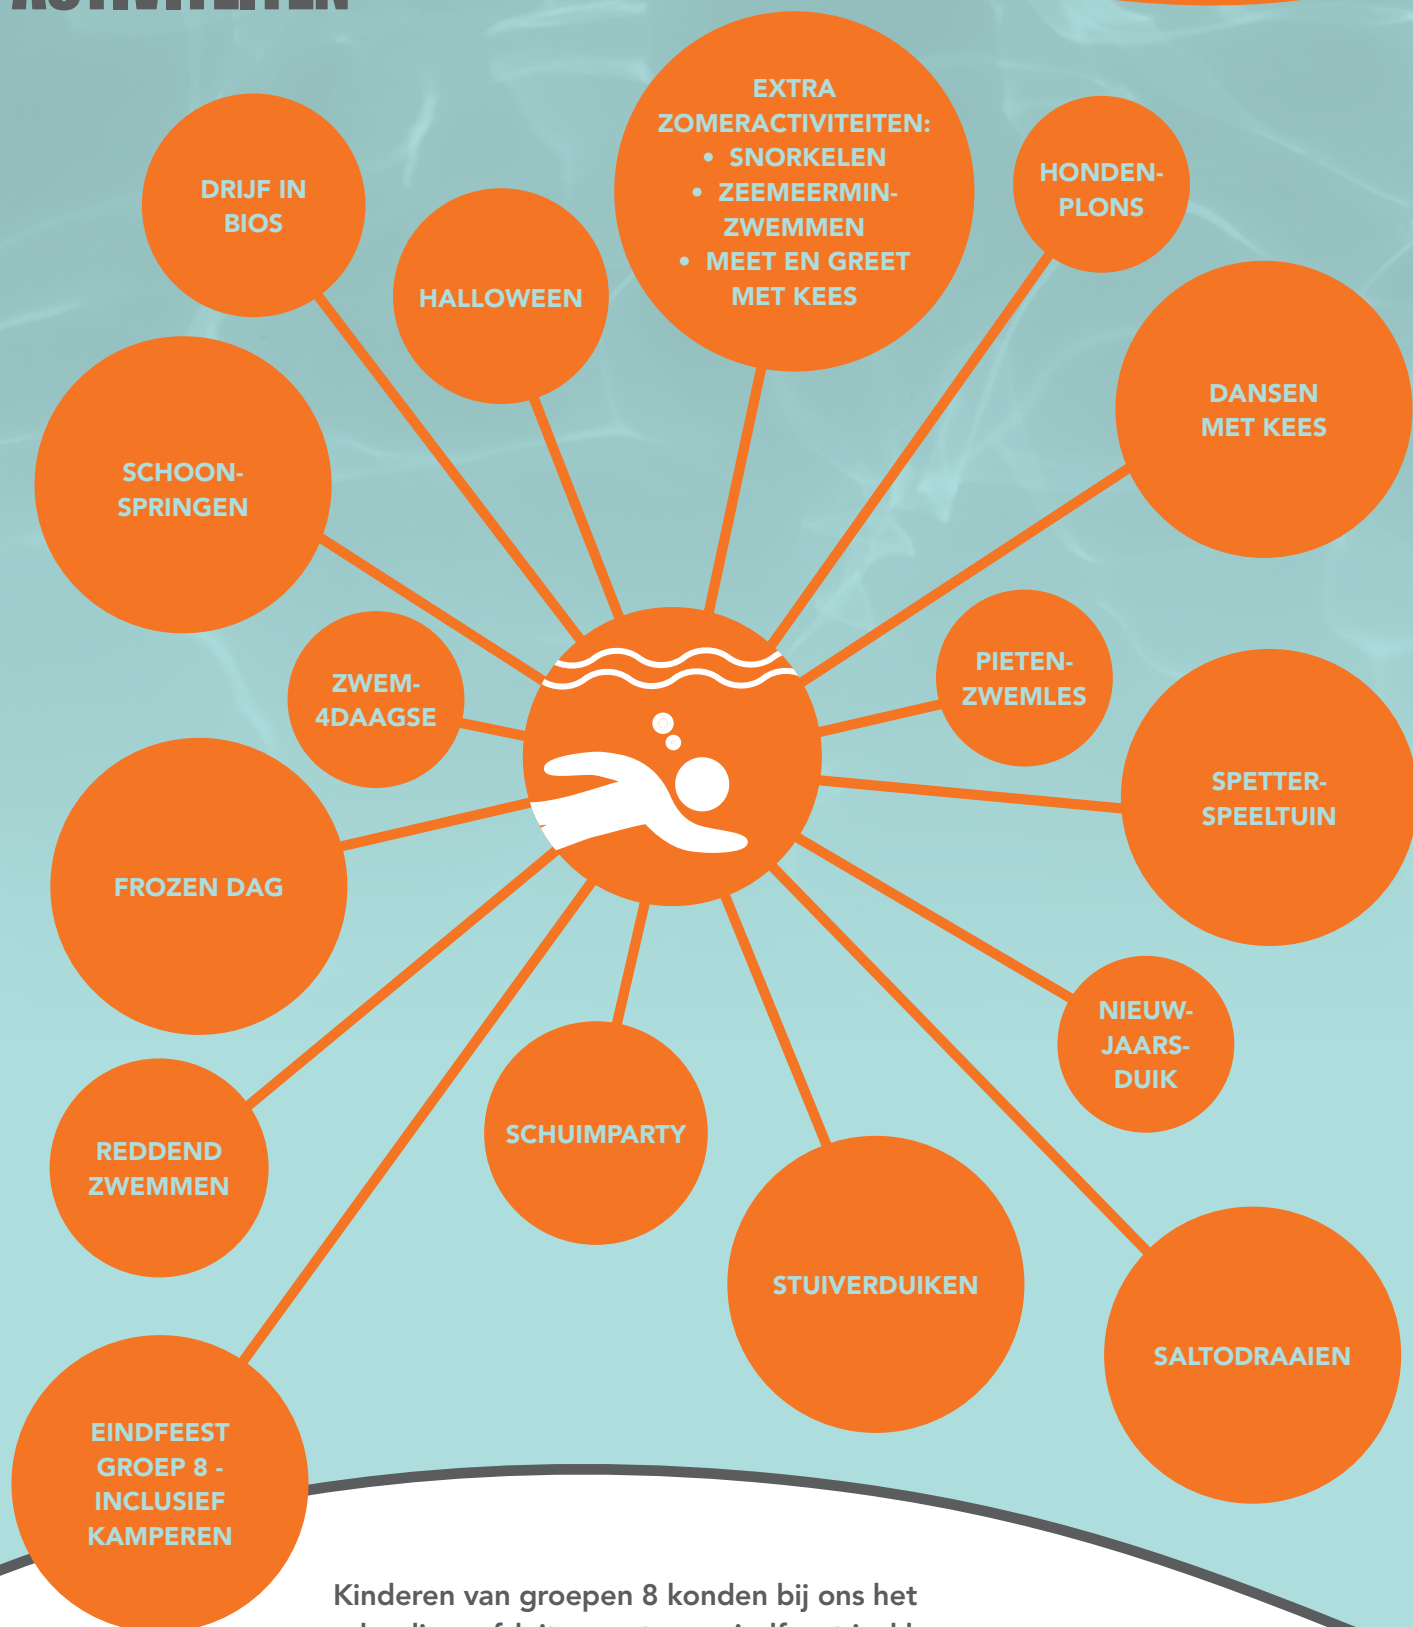 ACTIVITEITEN
EXTRA
ZOMERACTIVITEITEN:
• SNORKELEN
• ZEEMEERMIN-
ZWEMMEN
• MEET EN GREET
MET KEES
HONDEN-
PLONS
DRIJF IN
BIOS
HALLOWEEN
DANSEN
MET KEES
SCHOON-
SPRINGEN
ZWEM-
4DAAGSE
PIETEN-
ZWEMLES
SPETTER-
SPEELTUIN
FROZEN DAG
NIEUW-
JAARS-
DUIK
REDDEND
ZWEMMEN
SCHUIMPARTY
STUIVERDUIKEN
SALTODRAAIEN
EINDFEEST
GROEP 8 -
INCLUSIEF
KAMPEREN
Kinderen van groepen 8 konden bij ons het